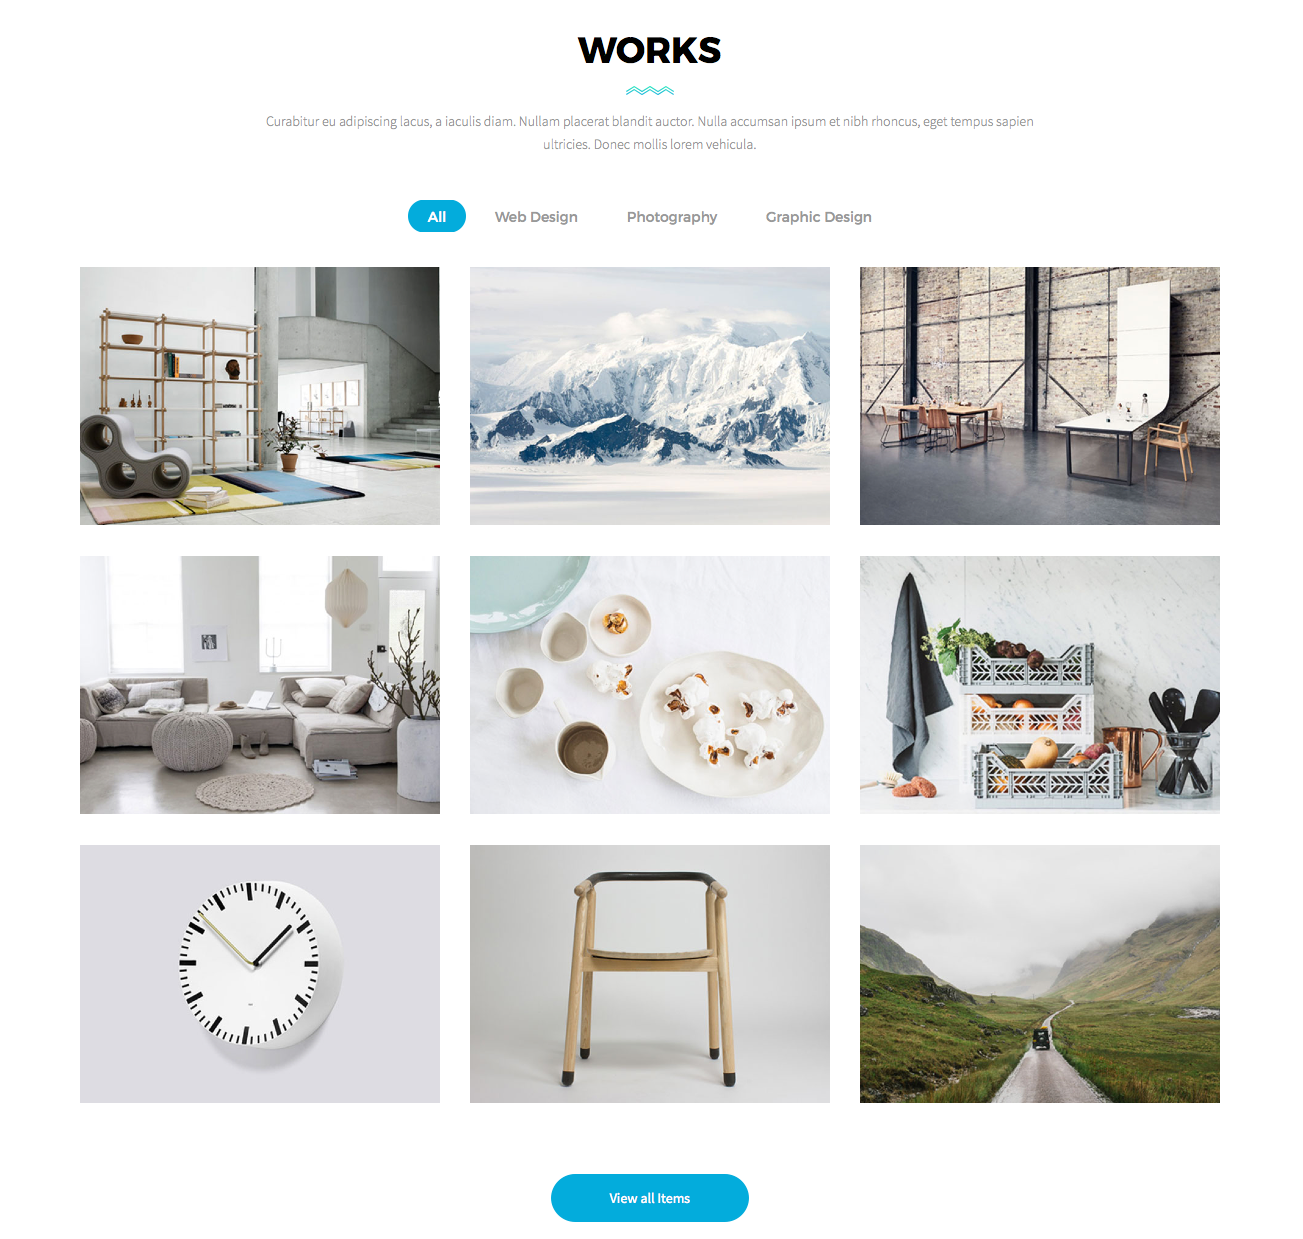 WORKS
Curabitur eu adipiscing lacus, a iaculis diam. Nullam placerat blandit auctor. Nulla accumsan ipsum et nibh rhoncus, eget tempus sapien
ultricies. Donec mollis lorem vehicula.
All
Web Design
Photography
Graphic Design
View all Items